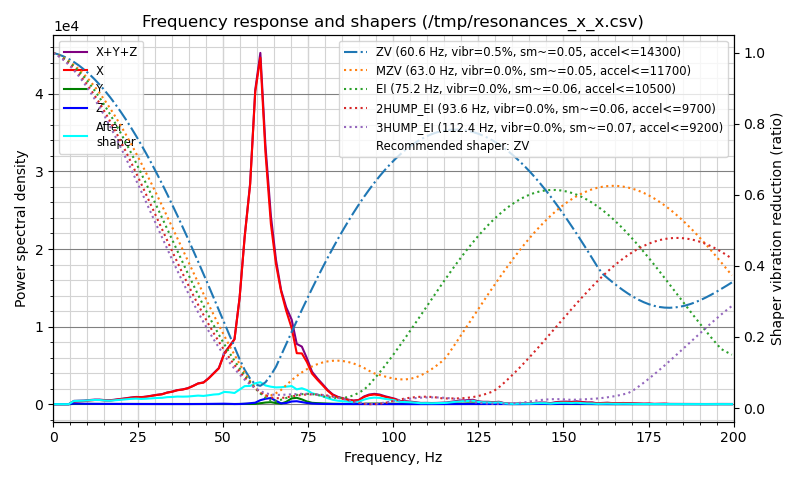 Frequency response and shapers (/tmp/resonances_x_x.csv)
1e4
X+Y+Z
X
Y
Z
After
shaper
ZV (60.6 Hz, vibr=0.5%, sm~=0.05, accel<=14300)
MZV (63.0 Hz, vibr=0.0%, sm~=0.05, accel<=11700)
EI (75.2 Hz, vibr=0.0%, sm~=0.06, accel<=10500)
2HUMP_EI (93.6 Hz, vibr=0.0%, sm~=0.06, accel<=9700)
3HUMP_EI (112.4 Hz, vibr=0.0%, sm~=0.07, accel<=9200)
Recommended shaper: ZV
Power spectral density
4
3
2
1
0
1.0
0.8
0.6
0.4
0.2
0.0
Shaper vibration reduction (ratio)
0 25 50 75 100 125 150 175 200
Frequency, Hz